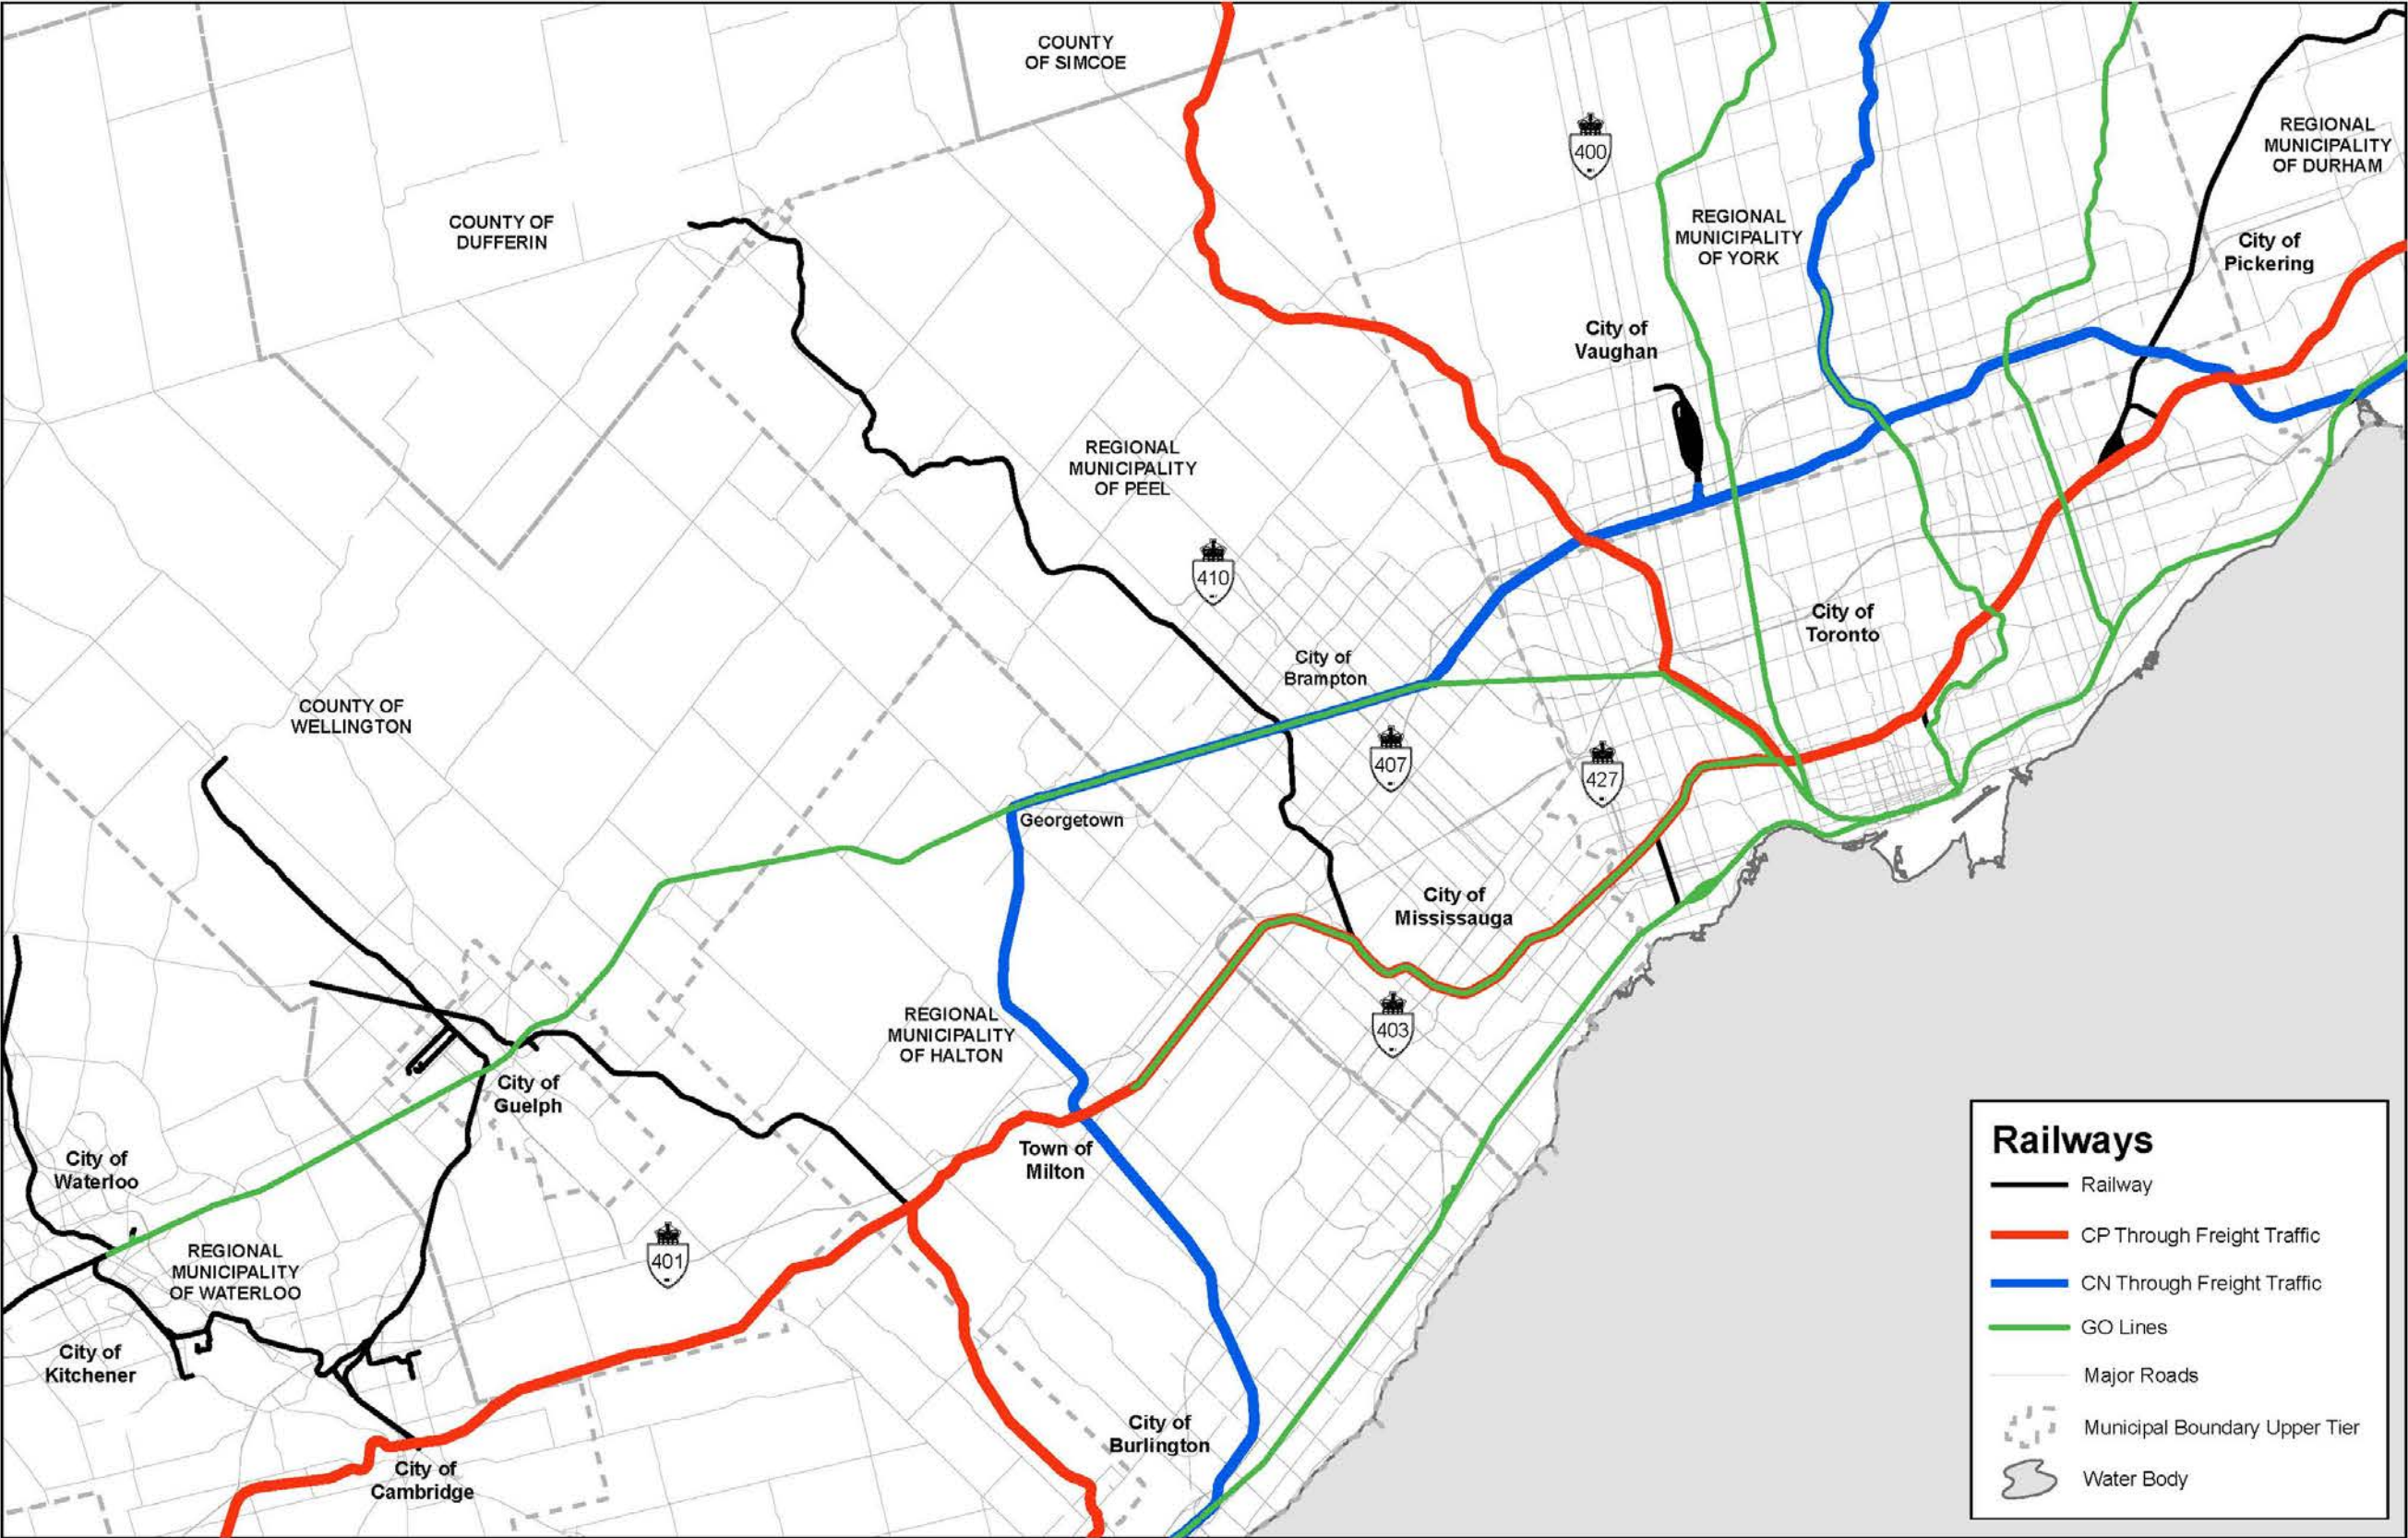 COUNTY
OF SIMCOE
400
REGIONAL
MUNICIPALITY
OF DURHAM
COUNTY OF
DUFFERIN
REGIONAL
MUNICIPALITY
OF YORK
City of
Pickering
City of
Vaughan
REGIONAL
MUNICIPALITY
OF PEEL
410
City of
Toronto
City of
Brampton
COUNTY OF
WELLINGTON
407
427
Georgetown
City of
Mississauga
REGIONAL
MUNICIPALITY
OF HALTON
403
City of
Guelph
City of
Waterloo
Town of
Milton
REGIONAL
MUNICIPALITY
OF WATERLOO
401
City of
Kitchener
City of
Burlington
City of
Cambridge
Railways
Railway
CP Through Freight Traffic
CN Through Freight Traffic
GO Lines
Major Roads
Municipal Boundary Upper Tier
Water Body